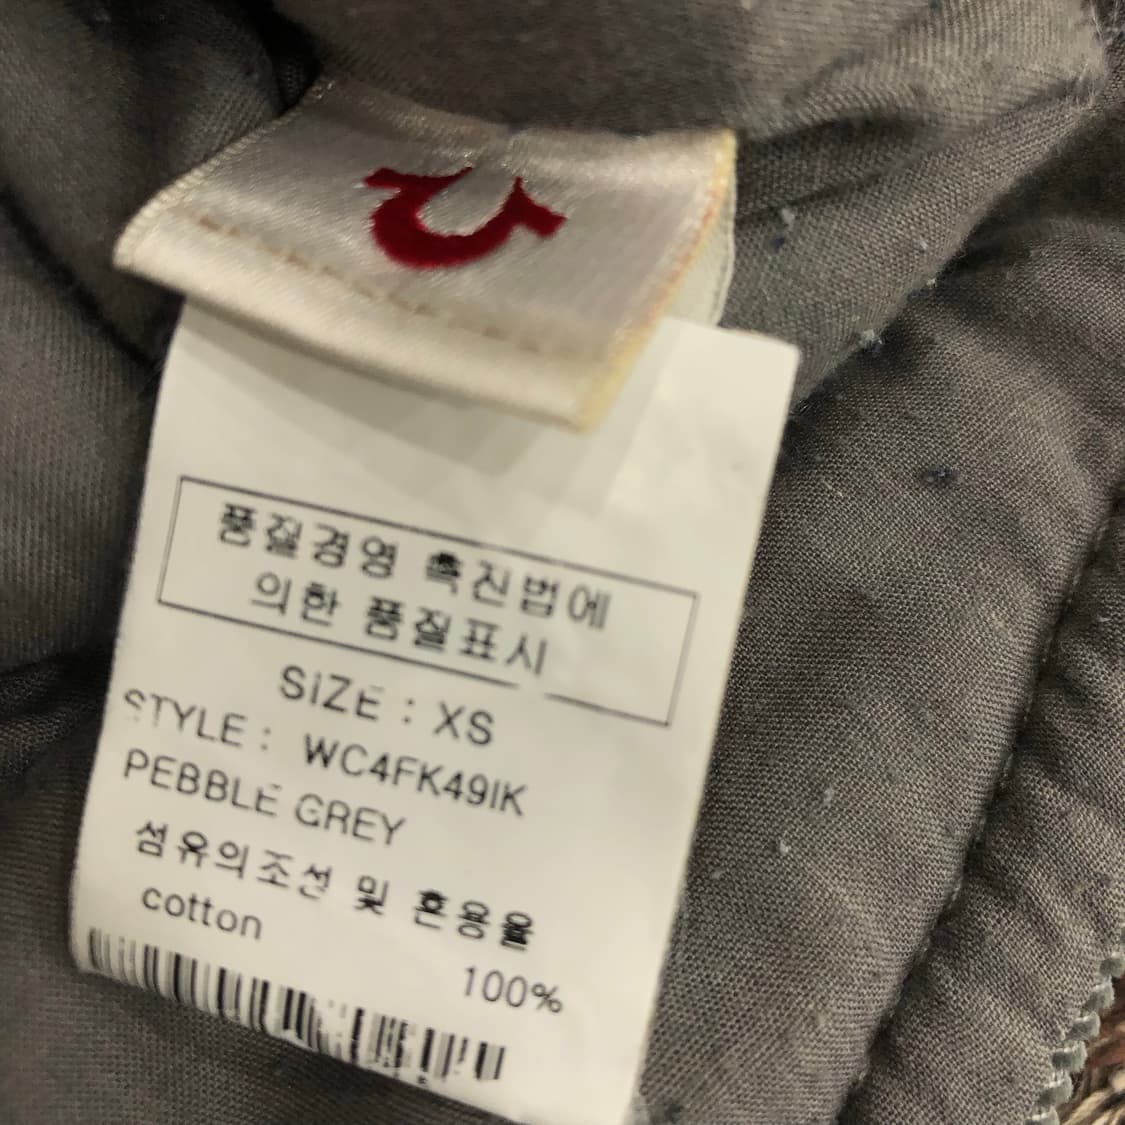 품질경영 촉진법에
의한 품질표시
SIZE : XS
STYLE : WC4FK49IK
PEBBLE GREY
섬유의조선 및 혼용율
cotton
100%